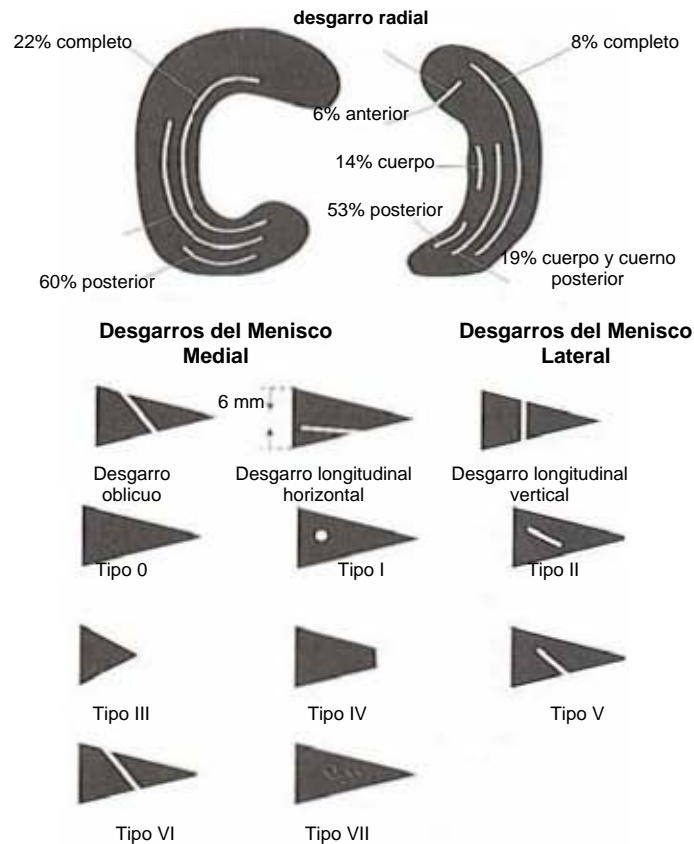 desgarro radial
22% completo
8% completo
6% anterior
14% cuerpo
53% posterior
19% cuerpo y cuerno
posterior
60% posterior
Desgarros del Menisco
Medial
Desgarros del Menisco
Lateral
6 mm
Desgarro
oblicuo
Desgarro longitudinal
horizontal
Desgarro longitudinal
vertical
Tipo 0
Tipo I
Tipo II
Tipo III
Tipo IV
Tipo V
Tipo VI
Tipo VII